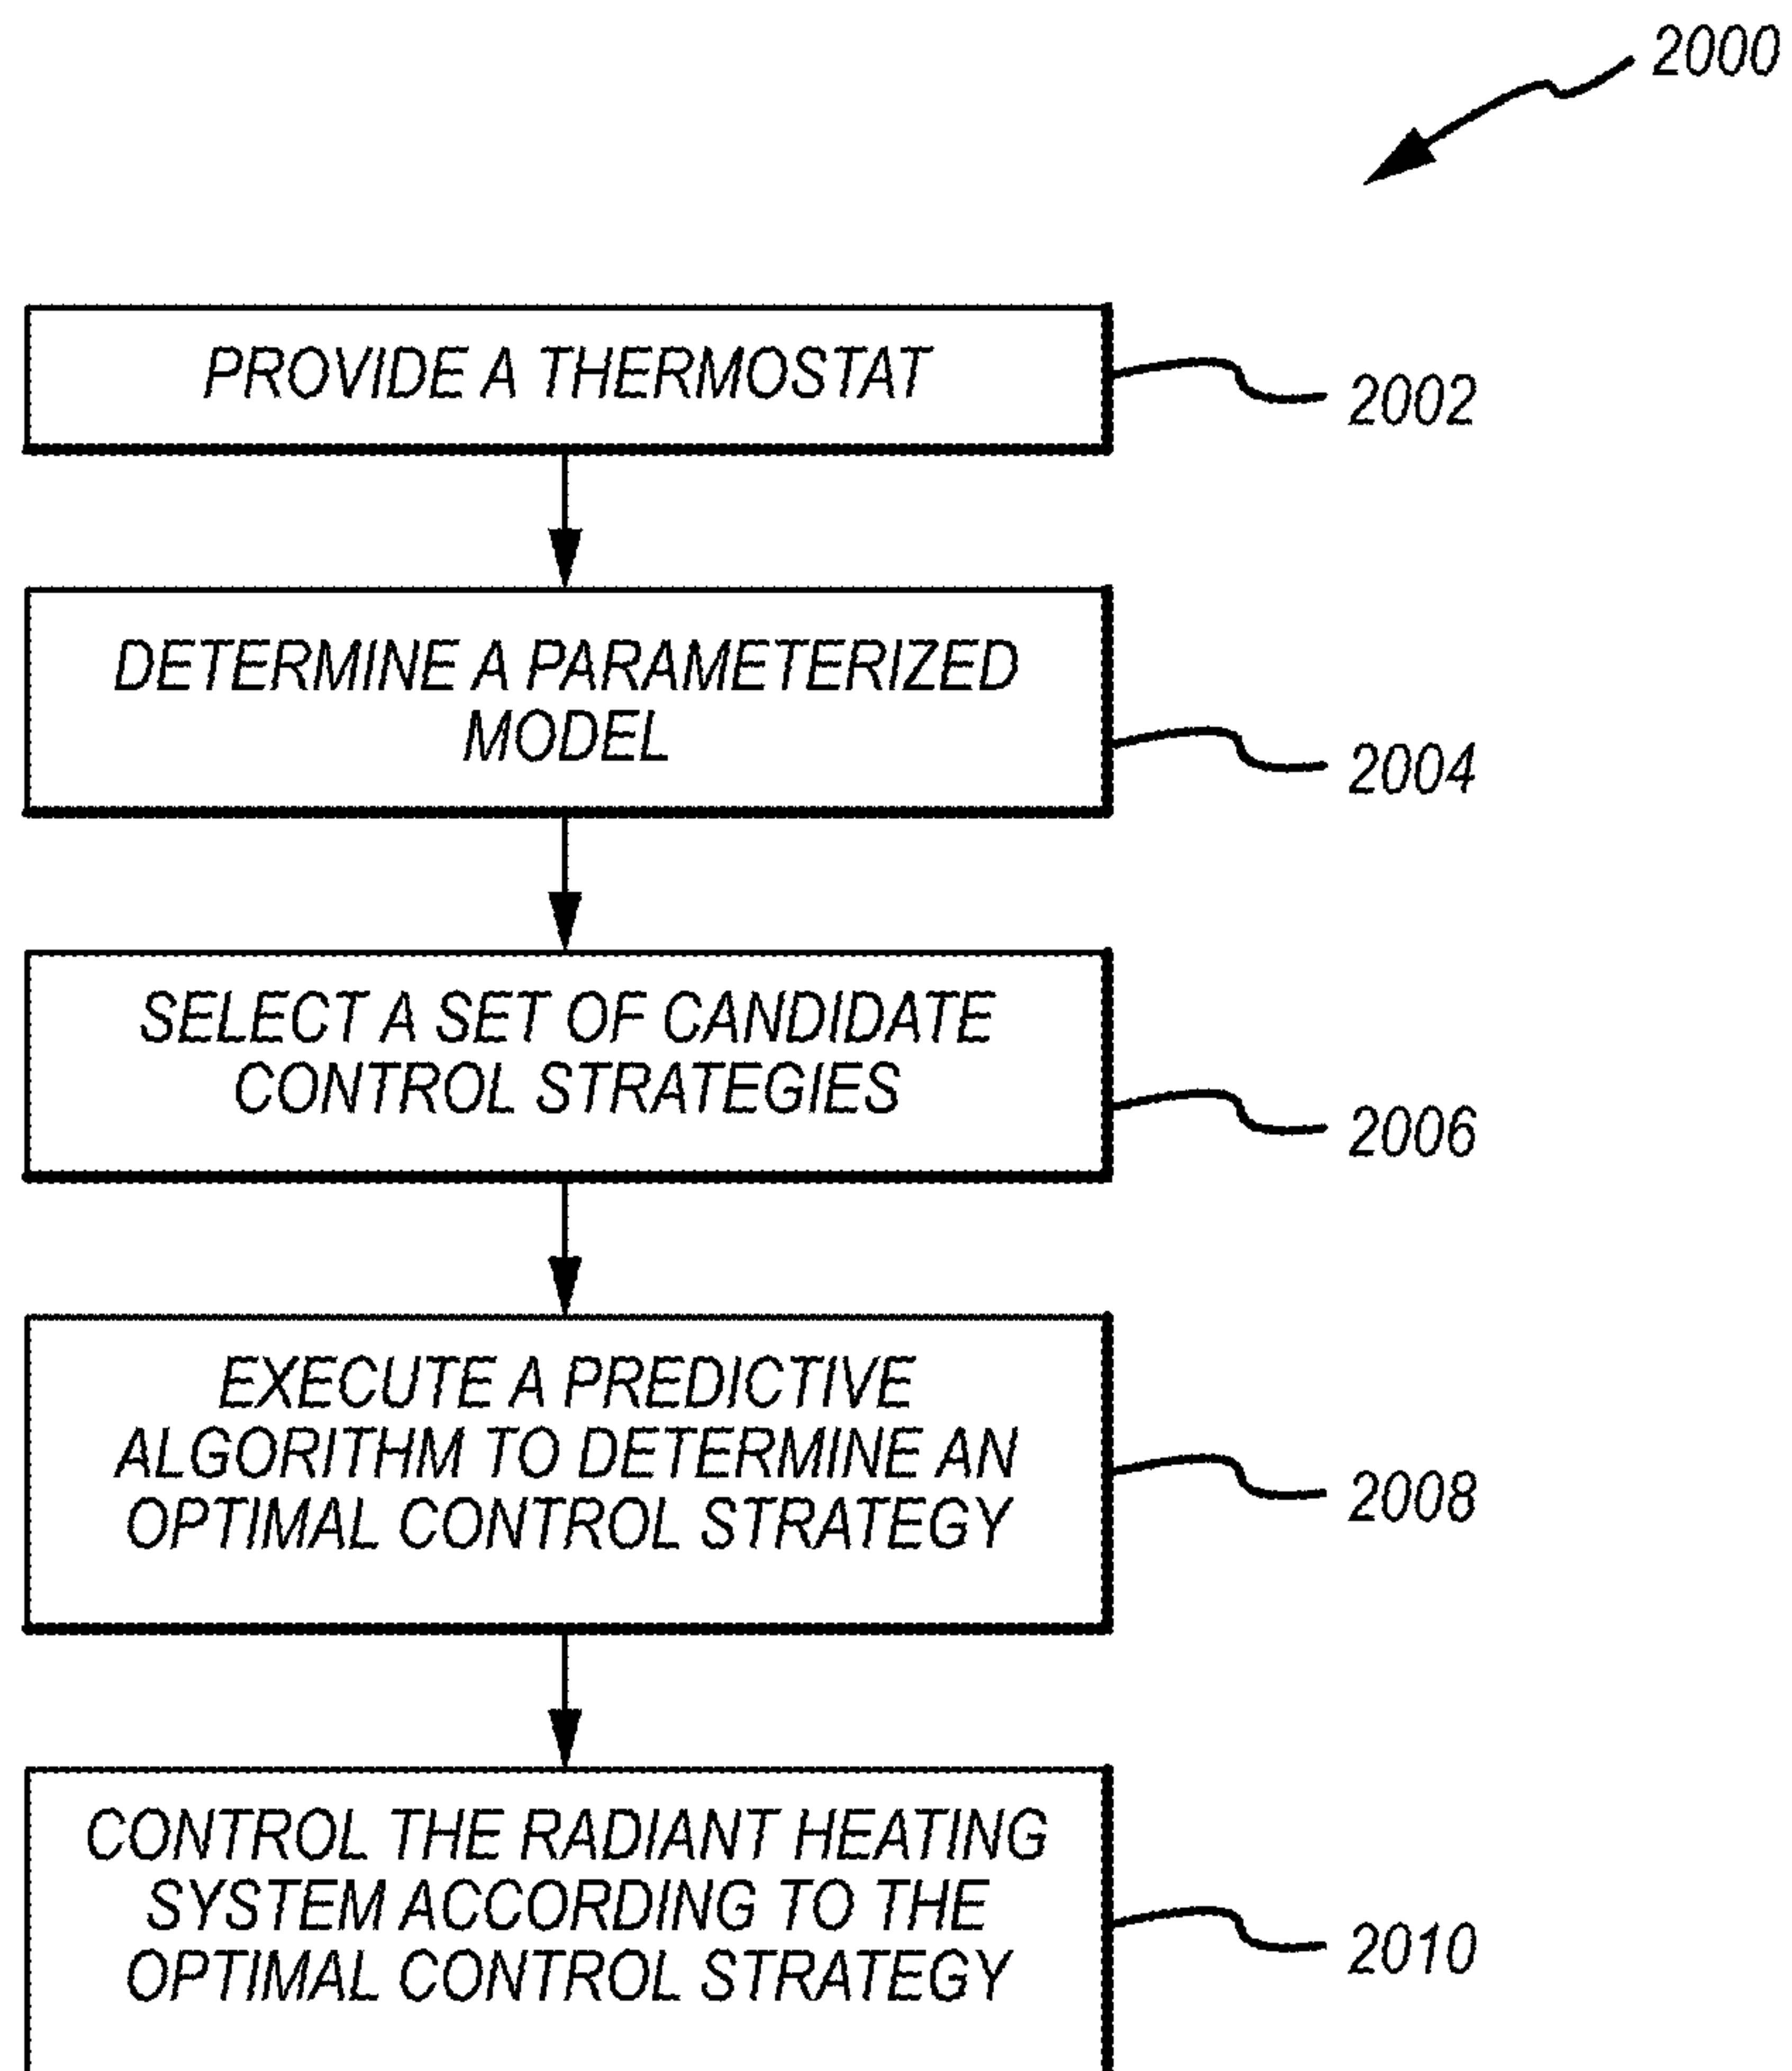 2000
PROVIDE A THERMOSTAT
2002
DETERMINE A PARAMETERIZED
MODEL
2004
SELECT A SET OF CANDIDATE
CONTROL STRATEGIES
2006
EXECUTE A PREDICTIVE
ALGORITHM TO DETERMINE AN
OPTIMAL CONTROL STRATEGY
2008
CONTROL THE RADIANT HEATING
SYSTEM ACCORDING TO THE
OPTIMAL CONTROL STRATEGY
2010